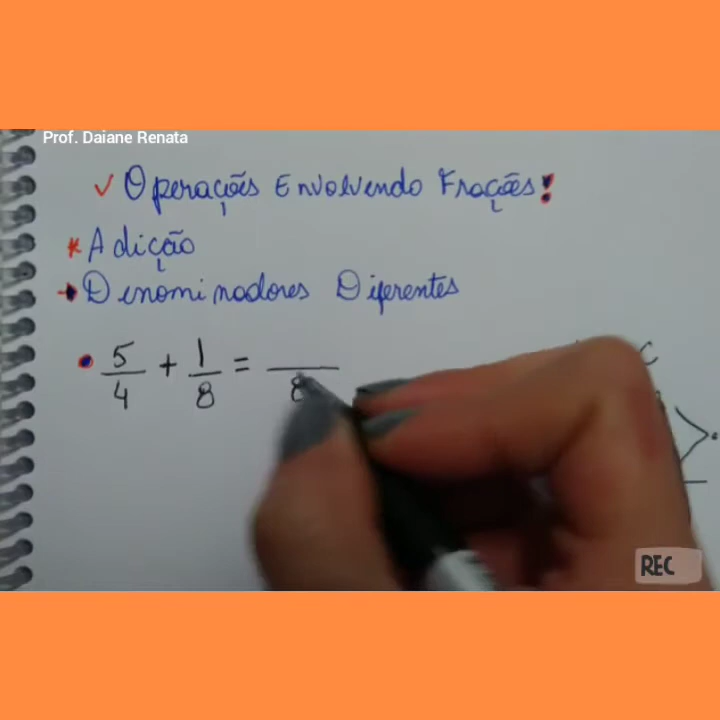 Prof. Daiane Renata
✓ Operações Envolvendo Frações!
* Adição
→ Denominadores Diferentes
• 5/4 + 1/8 = /8
C
REC